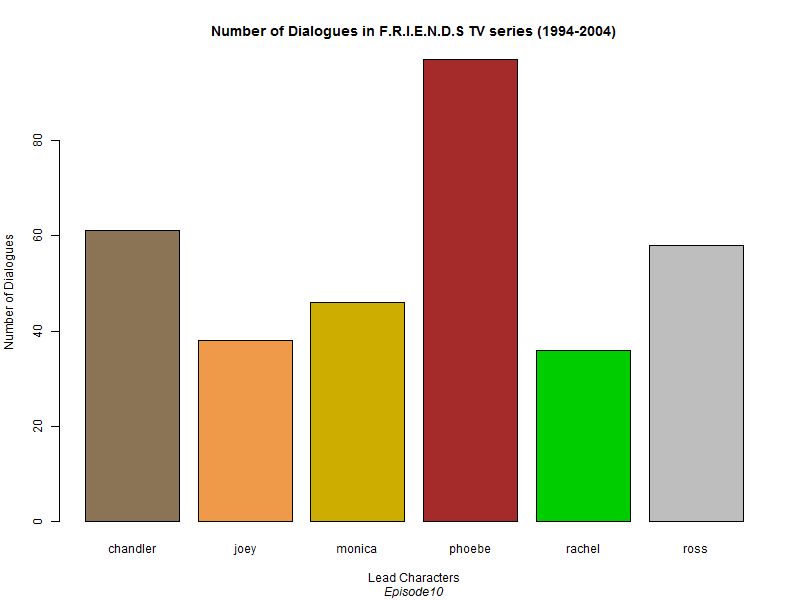 Number of Dialogues in F.R.I.E.N.D.S TV series (1994-2004)
Number of Dialogues
80
60
40
20
0
chandler joey monica phoebe rachel ross
Lead Characters
Episode10